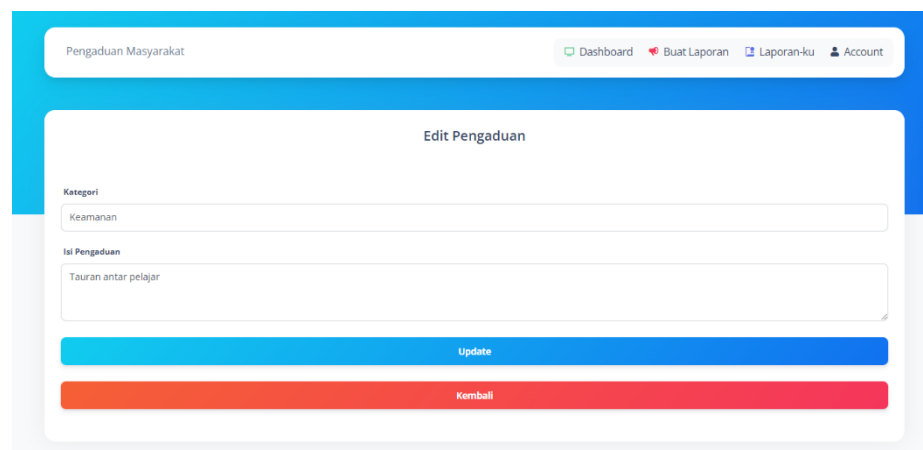 Pengaduan Masyarakat
Dashboard Buat Laporan Laporan-ku Account
Edit Pengaduan
Kategori
Keamanan
Isi Pengaduan
Tauran antar pelajar
Update
Kembali